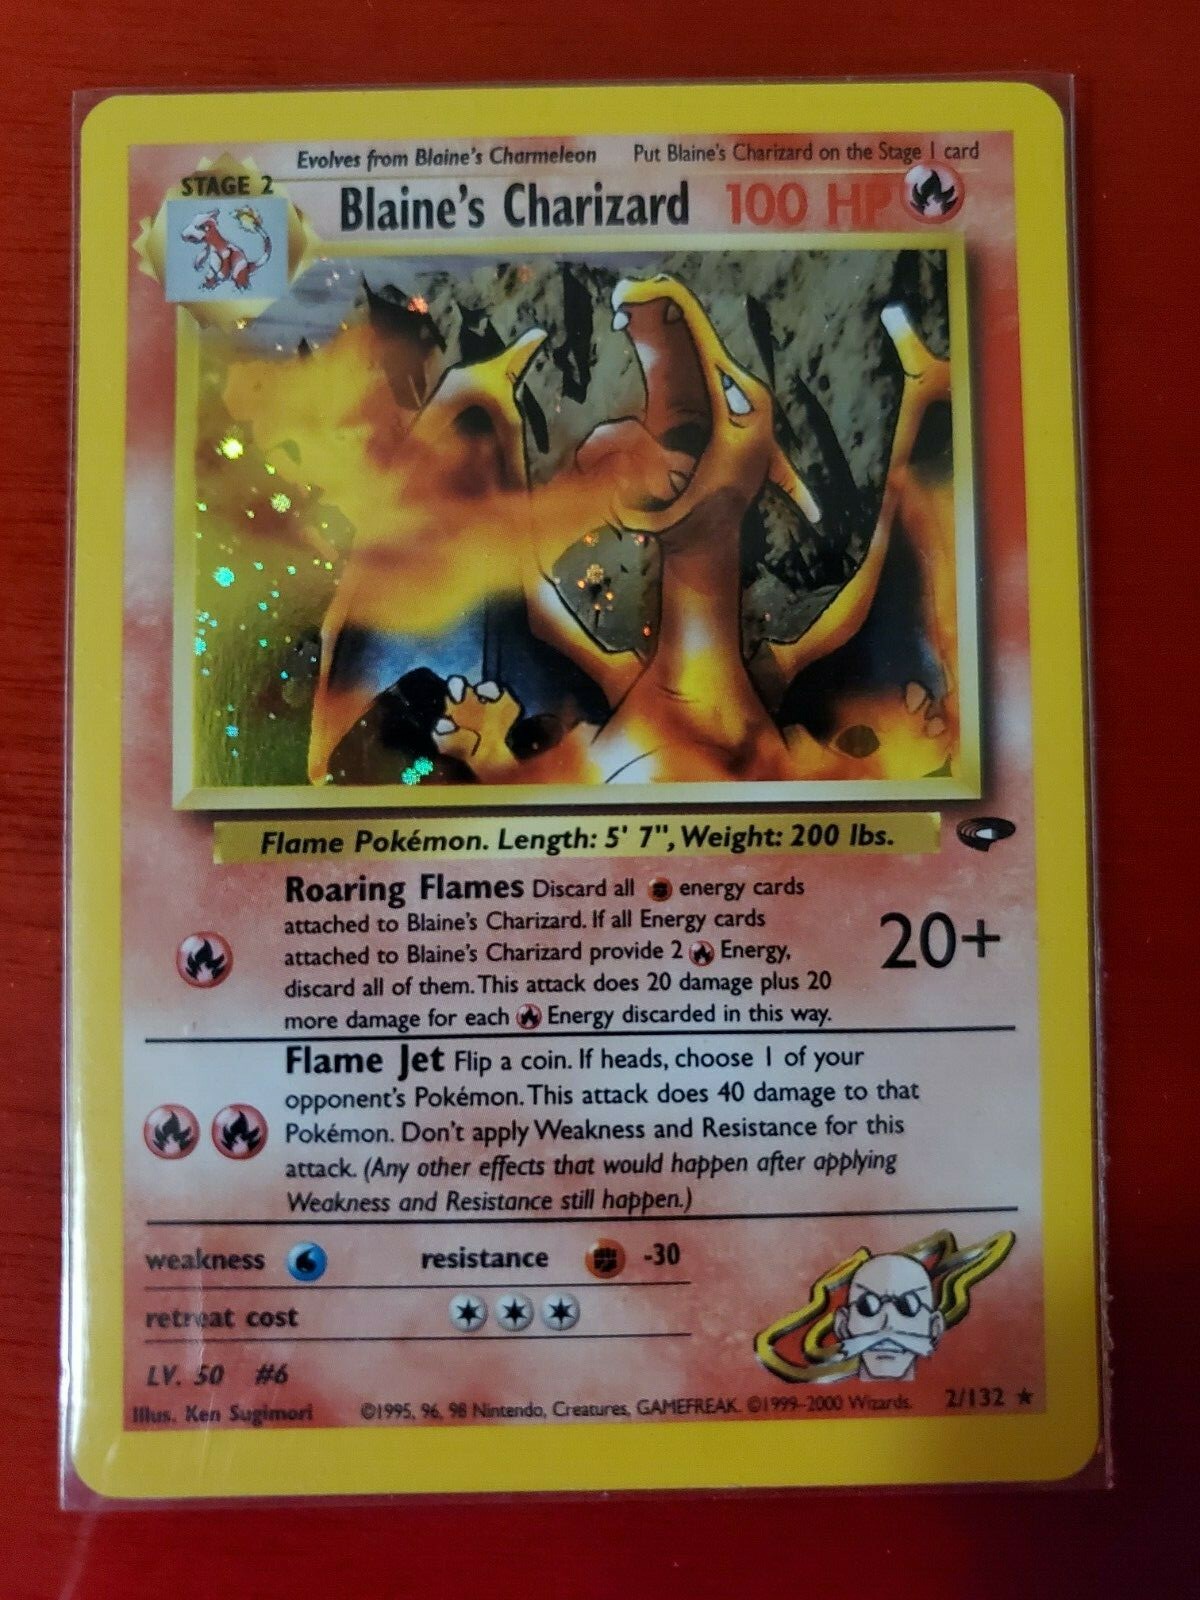 Evolves from Blaine's Charmeleon Put Blaine's Charizard on the Stage 1 card
STAGE 2
Blaine's Charizard 100 HP
Flame Pokémon. Length: 5' 7", Weight: 200 lbs.
Roaring Flames Discard all energy cards
attached to Blaine's Charizard. If all Energy cards
attached to Blaine's Charizard provide 2 Energy,
discard all of them. This attack does 20 damage plus 20
more damage for each Energy discarded in this way.
20+
Flame Jet Flip a coin. If heads, choose 1 of your
opponent's Pokémon. This attack does 40 damage to that
Pokémon. Don't apply Weakness and Resistance for this
attack. (Any other effects that would happen after applying
Weakness and Resistance still happen.)
weakness resistance -30
retreat cost
LV. 50 #6
Illus. Ken Sugimori ©1995, 96, 98 Nintendo, Creatures, GAMEFREAK. ©1999-2000 Wizards. 2/132 ★